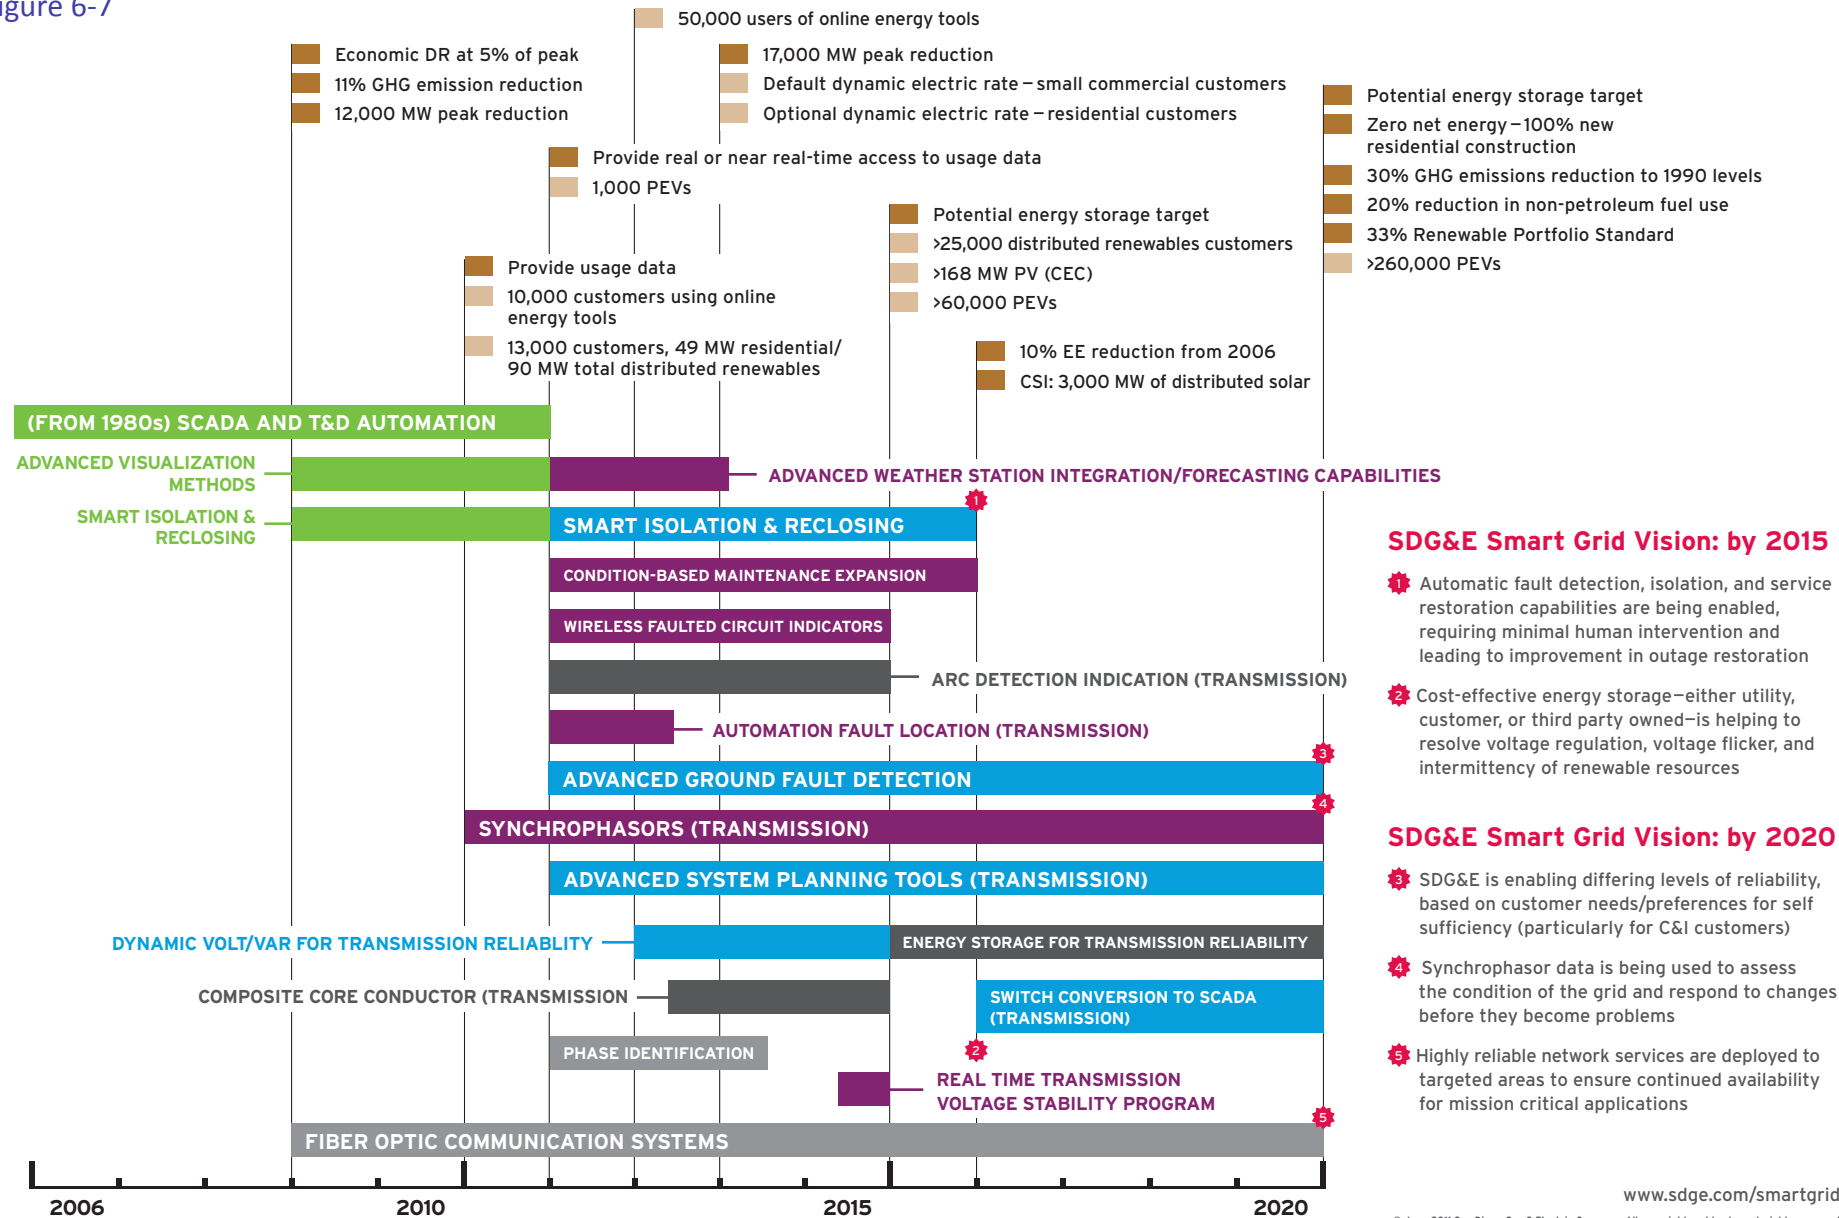 igure 6-7
50,000 users of online energy tools
Economic DR at 5% of peak
11% GHG emission reduction
12,000 MW peak reduction
17,000 MW peak reduction
Default dynamic electric rate – small commercial customers
Optional dynamic electric rate – residential customers
Potential energy storage target
Zero net energy – 100% new
residential construction
30% GHG emissions reduction to 1990 levels
20% reduction in non-petroleum fuel use
33% Renewable Portfolio Standard
>260,000 PEVs
Provide real or near real-time access to usage data
1,000 PEVs
Potential energy storage target
>25,000 distributed renewables customers
>168 MW PV (CEC)
>60,000 PEVs
Provide usage data
10,000 customers using online
energy tools
13,000 customers, 49 MW residential/
90 MW total distributed renewables
10% EE reduction from 2006
CSI: 3,000 MW of distributed solar
(FROM 1980s) SCADA AND T&D AUTOMATION
ADVANCED VISUALIZATION
METHODS
ADVANCED WEATHER STATION INTEGRATION/FORECASTING CAPABILITIES
SMART ISOLATION &
RECLOSING
SMART ISOLATION & RECLOSING
1
CONDITION-BASED MAINTENANCE EXPANSION
WIRELESS FAULTED CIRCUIT INDICATORS
ARC DETECTION INDICATION (TRANSMISSION)
AUTOMATION FAULT LOCATION (TRANSMISSION)
3
ADVANCED GROUND FAULT DETECTION
4
SYNCHROPHASORS (TRANSMISSION)
ADVANCED SYSTEM PLANNING TOOLS (TRANSMISSION)
DYNAMIC VOLT/VAR FOR TRANSMISSION RELIABLITY
ENERGY STORAGE FOR TRANSMISSION RELIABILITY
COMPOSITE CORE CONDUCTOR (TRANSMISSION
SWITCH CONVERSION TO SCADA
(TRANSMISSION)
PHASE IDENTIFICATION
2
REAL TIME TRANSMISSION
VOLTAGE STABILITY PROGRAM
5
FIBER OPTIC COMMUNICATION SYSTEMS
2006
2010
2015
2020
SDG&E Smart Grid Vision: by 2015
1 Automatic fault detection, isolation, and service
restoration capabilities are being enabled,
requiring minimal human intervention and
leading to improvement in outage restoration
2 Cost-effective energy storage—either utility,
customer, or third party owned—is helping to
resolve voltage regulation, voltage flicker, and
intermittency of renewable resources
SDG&E Smart Grid Vision: by 2020
3 SDG&E is enabling differing levels of reliability,
based on customer needs/preferences for self
sufficiency (particularly for C&I customers)
4 Synchrophasor data is being used to assess
the condition of the grid and respond to changes
before they become problems
5 Highly reliable network services are deployed to
targeted areas to ensure continued availability
for mission critical applications
www.sdge.com/smartgrid